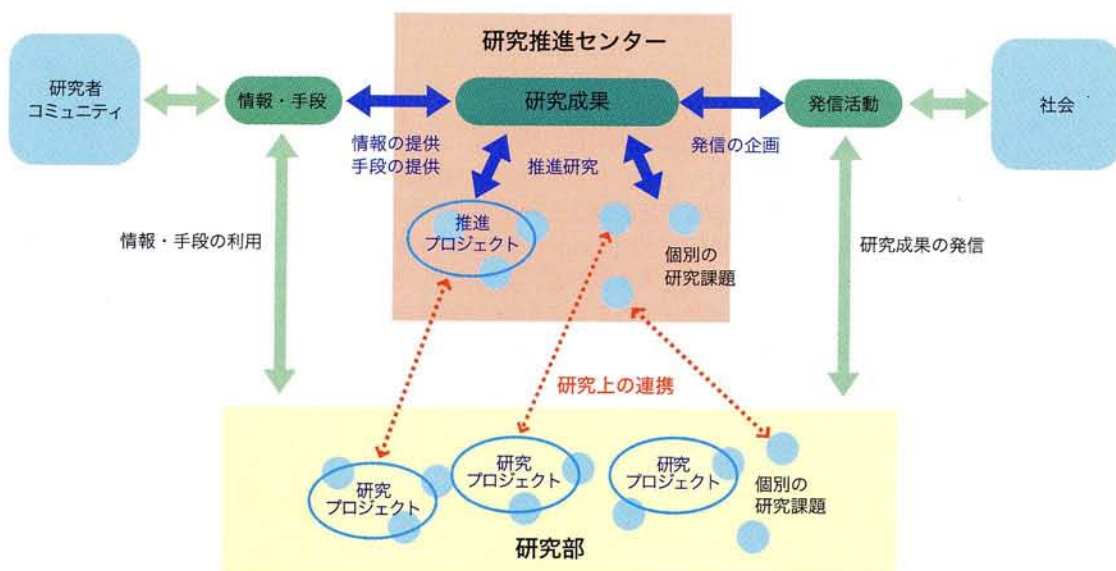 研究推進センター
研究者
コミュニティ
情報・手段
研究成果
発信活動
社会
情報の提供
手段の提供
推進研究
発信の企画
推進
プロジェクト
個別の
研究課題
情報・手段の利用
研究成果の発信
研究上の連携
研究
プロジェクト
研究
プロジェクト
研究
プロジェクト
個別の
研究課題
研究部